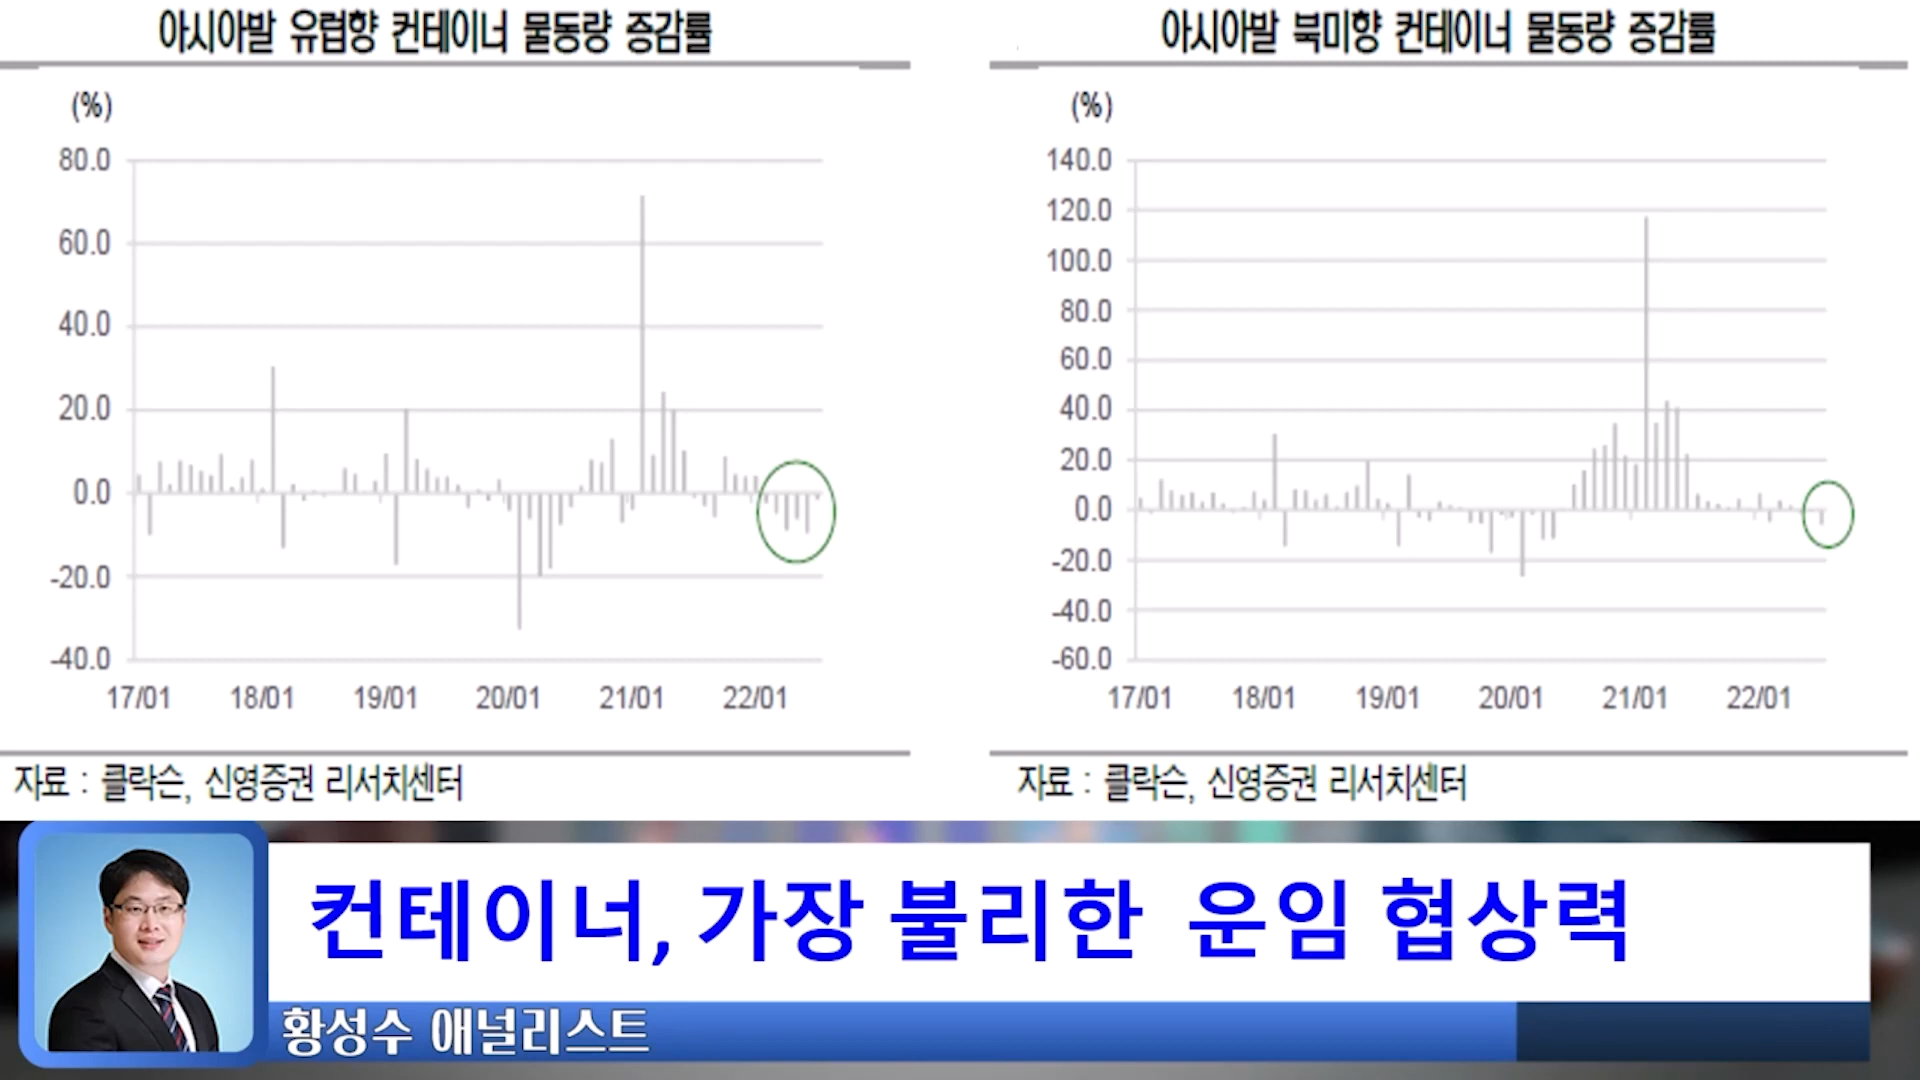 아시아발 유럽향 컨테이너 물동량 증감률
(%)
80.0
60.0
40.0
20.0
0.0
-20.0
-40.0
17/01 18/01 19/01 20/01 21/01 22/01
자료 : 클락슨, 신영증권 리서치센터
아시아발 북미향 컨테이너 물동량 증감률
(%)
140.0
120.0
100.0
80.0
60.0
40.0
20.0
0.0
-20.0
-40.0
-60.0
17/01 18/01 19/01 20/01 21/01 22/01
자료 : 클락슨, 신영증권 리서치센터
컨테이너, 가장 불리한 운임 협상력
황성수 애널리스트